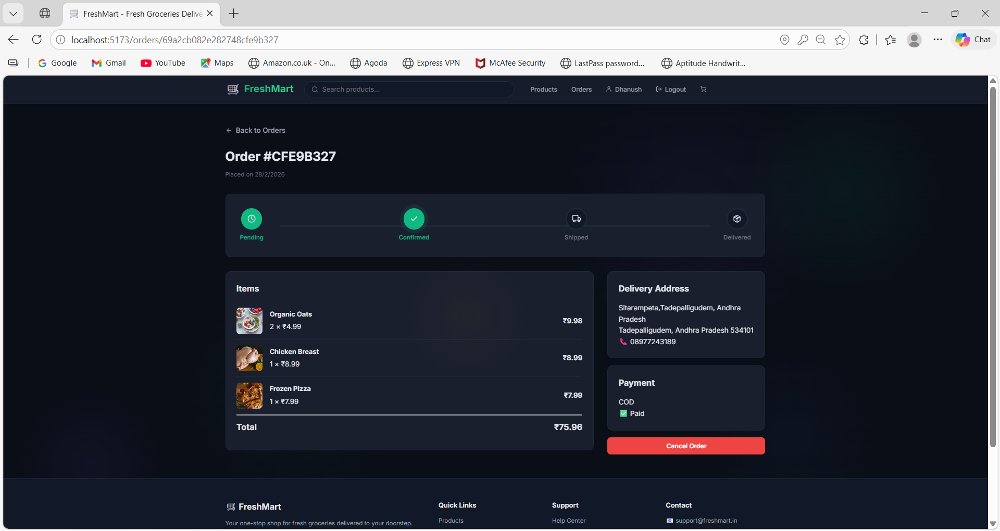 FreshMart - Fresh Groceries Delive
localhost:5173/orders/69a2cb082e282748cfe9b327
Chat
Google
Gmail
YouTube
Maps
Amazon.co.uk - On...
Agoda
Express VPN
McAfee Security
LastPass password...
Aptitude Handwrit...
FreshMart
Search products...
Products
Orders
Dhanush
Logout
Back to Orders
Order #CFE9B327
Placed on 28/2/2026
Pending
Confirmed
Shipped
Delivered
Items
Organic Oats
2 × ₹4.99
₹9.98
Chicken Breast
1 × ₹8.99
₹8.99
Frozen Pizza
1 × ₹7.99
₹7.99
Total
₹75.96
Delivery Address
Sitarampeta,Tadepalligudem, Andhra
Pradesh
Tadepalligudem, Andhra Pradesh 534101
08977243189
Payment
COD
Paid
Cancel Order
FreshMart
Your one-stop shop for fresh groceries delivered to your doorstep.
Quick Links
Products
Support
Help Center
Contact
support@freshmart.in